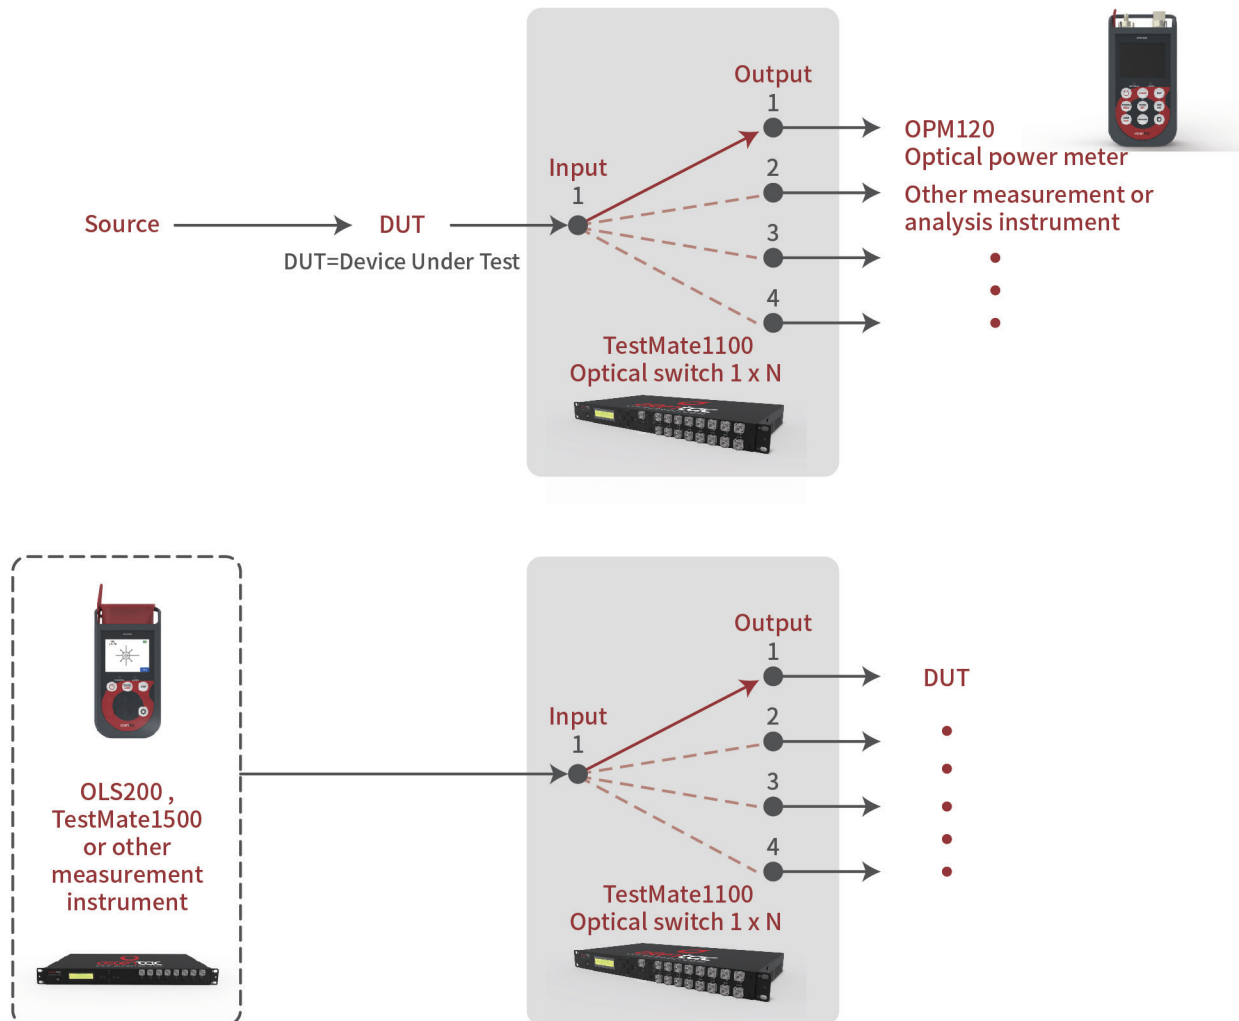 Output
1
OPM120
Optical power meter
Input
1
2
Other measurement or
analysis instrument
Source
DUT
DUT=Device Under Test
3
4
TestMate1100
Optical switch 1 x N
Output
1
DUT
Input
1
2
3
4
OLS200 ,
TestMate1500
or other
measurement
instrument
TestMate1100
Optical switch 1 x N